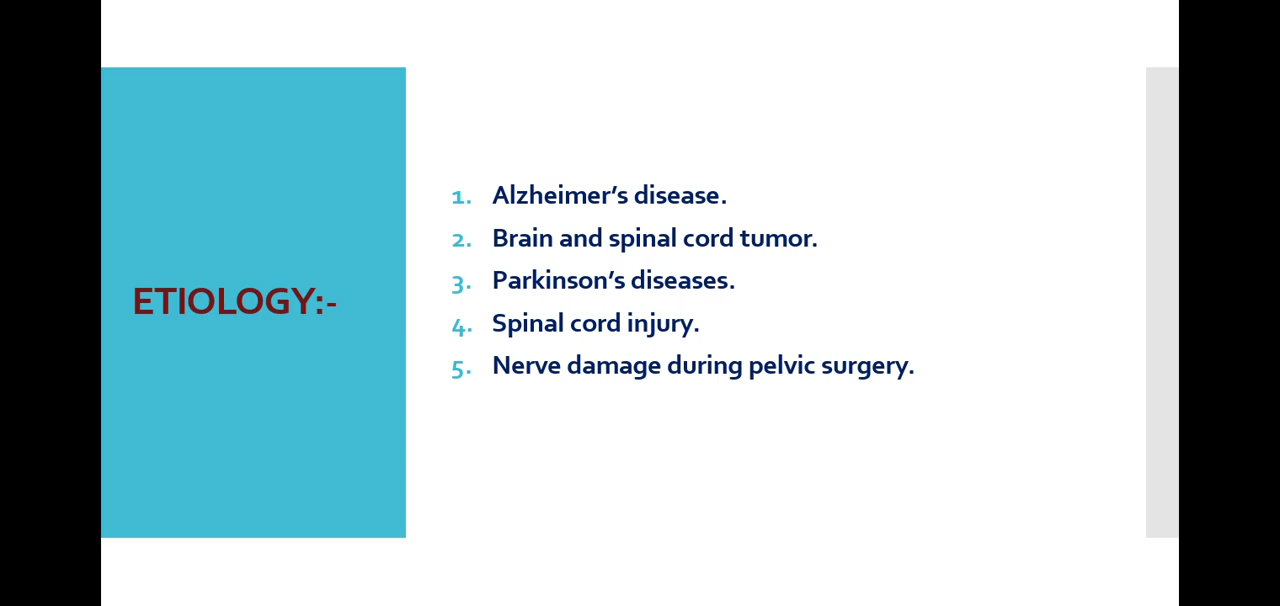 ETIOLOGY:-
1. Alzheimer’s disease.
2. Brain and spinal cord tumor.
3. Parkinson’s diseases.
4. Spinal cord injury.
5. Nerve damage during pelvic surgery.